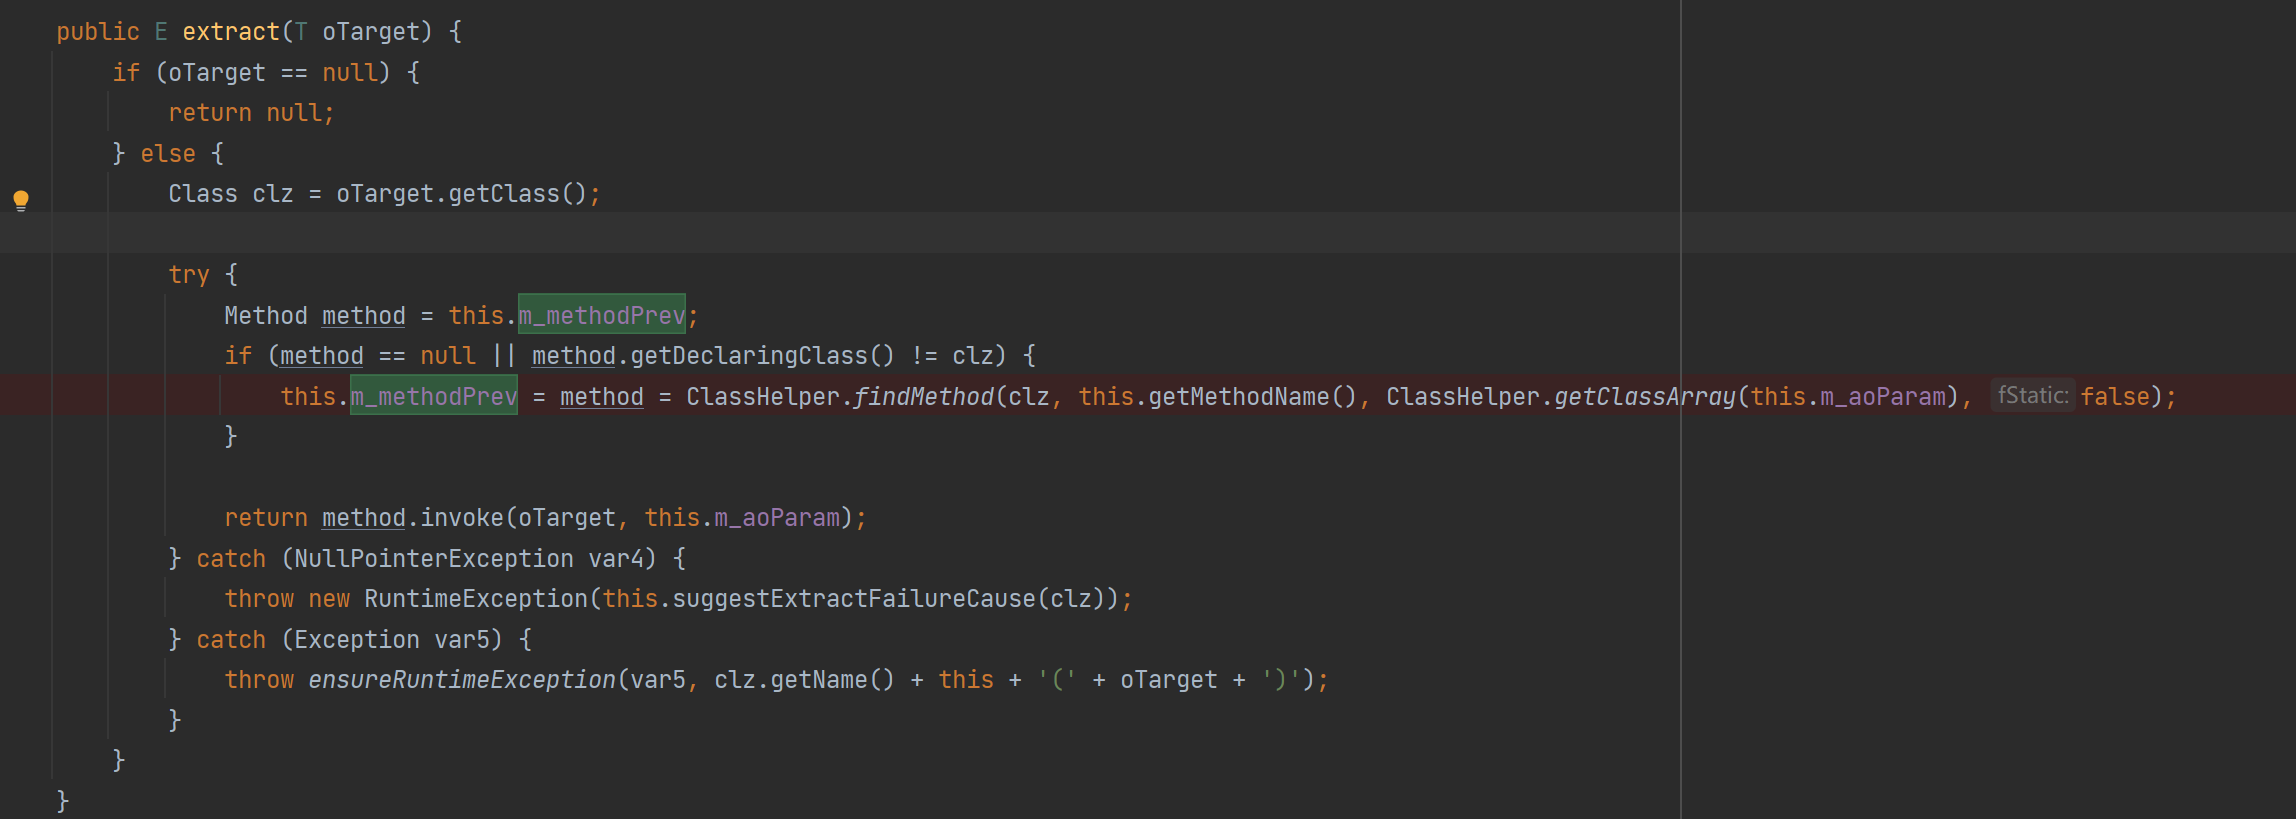 public E extract(T oTarget) {
if (oTarget == null) {
return null;
} else {
Class clz = oTarget.getClass();
try {
Method method = this.m_methodPrev;
if (method == null || method.getDeclaringClass() != clz) {
this.m_methodPrev = method = ClassHelper.findMethod(clz, this.getMethodName(), ClassHelper.getClassArray(this.m_aoParam), fStatic: false);
}
return method.invoke(oTarget, this.m_aoParam);
} catch (NullPointerException var4) {
throw new RuntimeException(this.suggestExtractFailureCause(clz));
} catch (Exception var5) {
throw ensureRuntimeException(var5, clz.getName() + this + '(' + oTarget + ')');
}
}
}